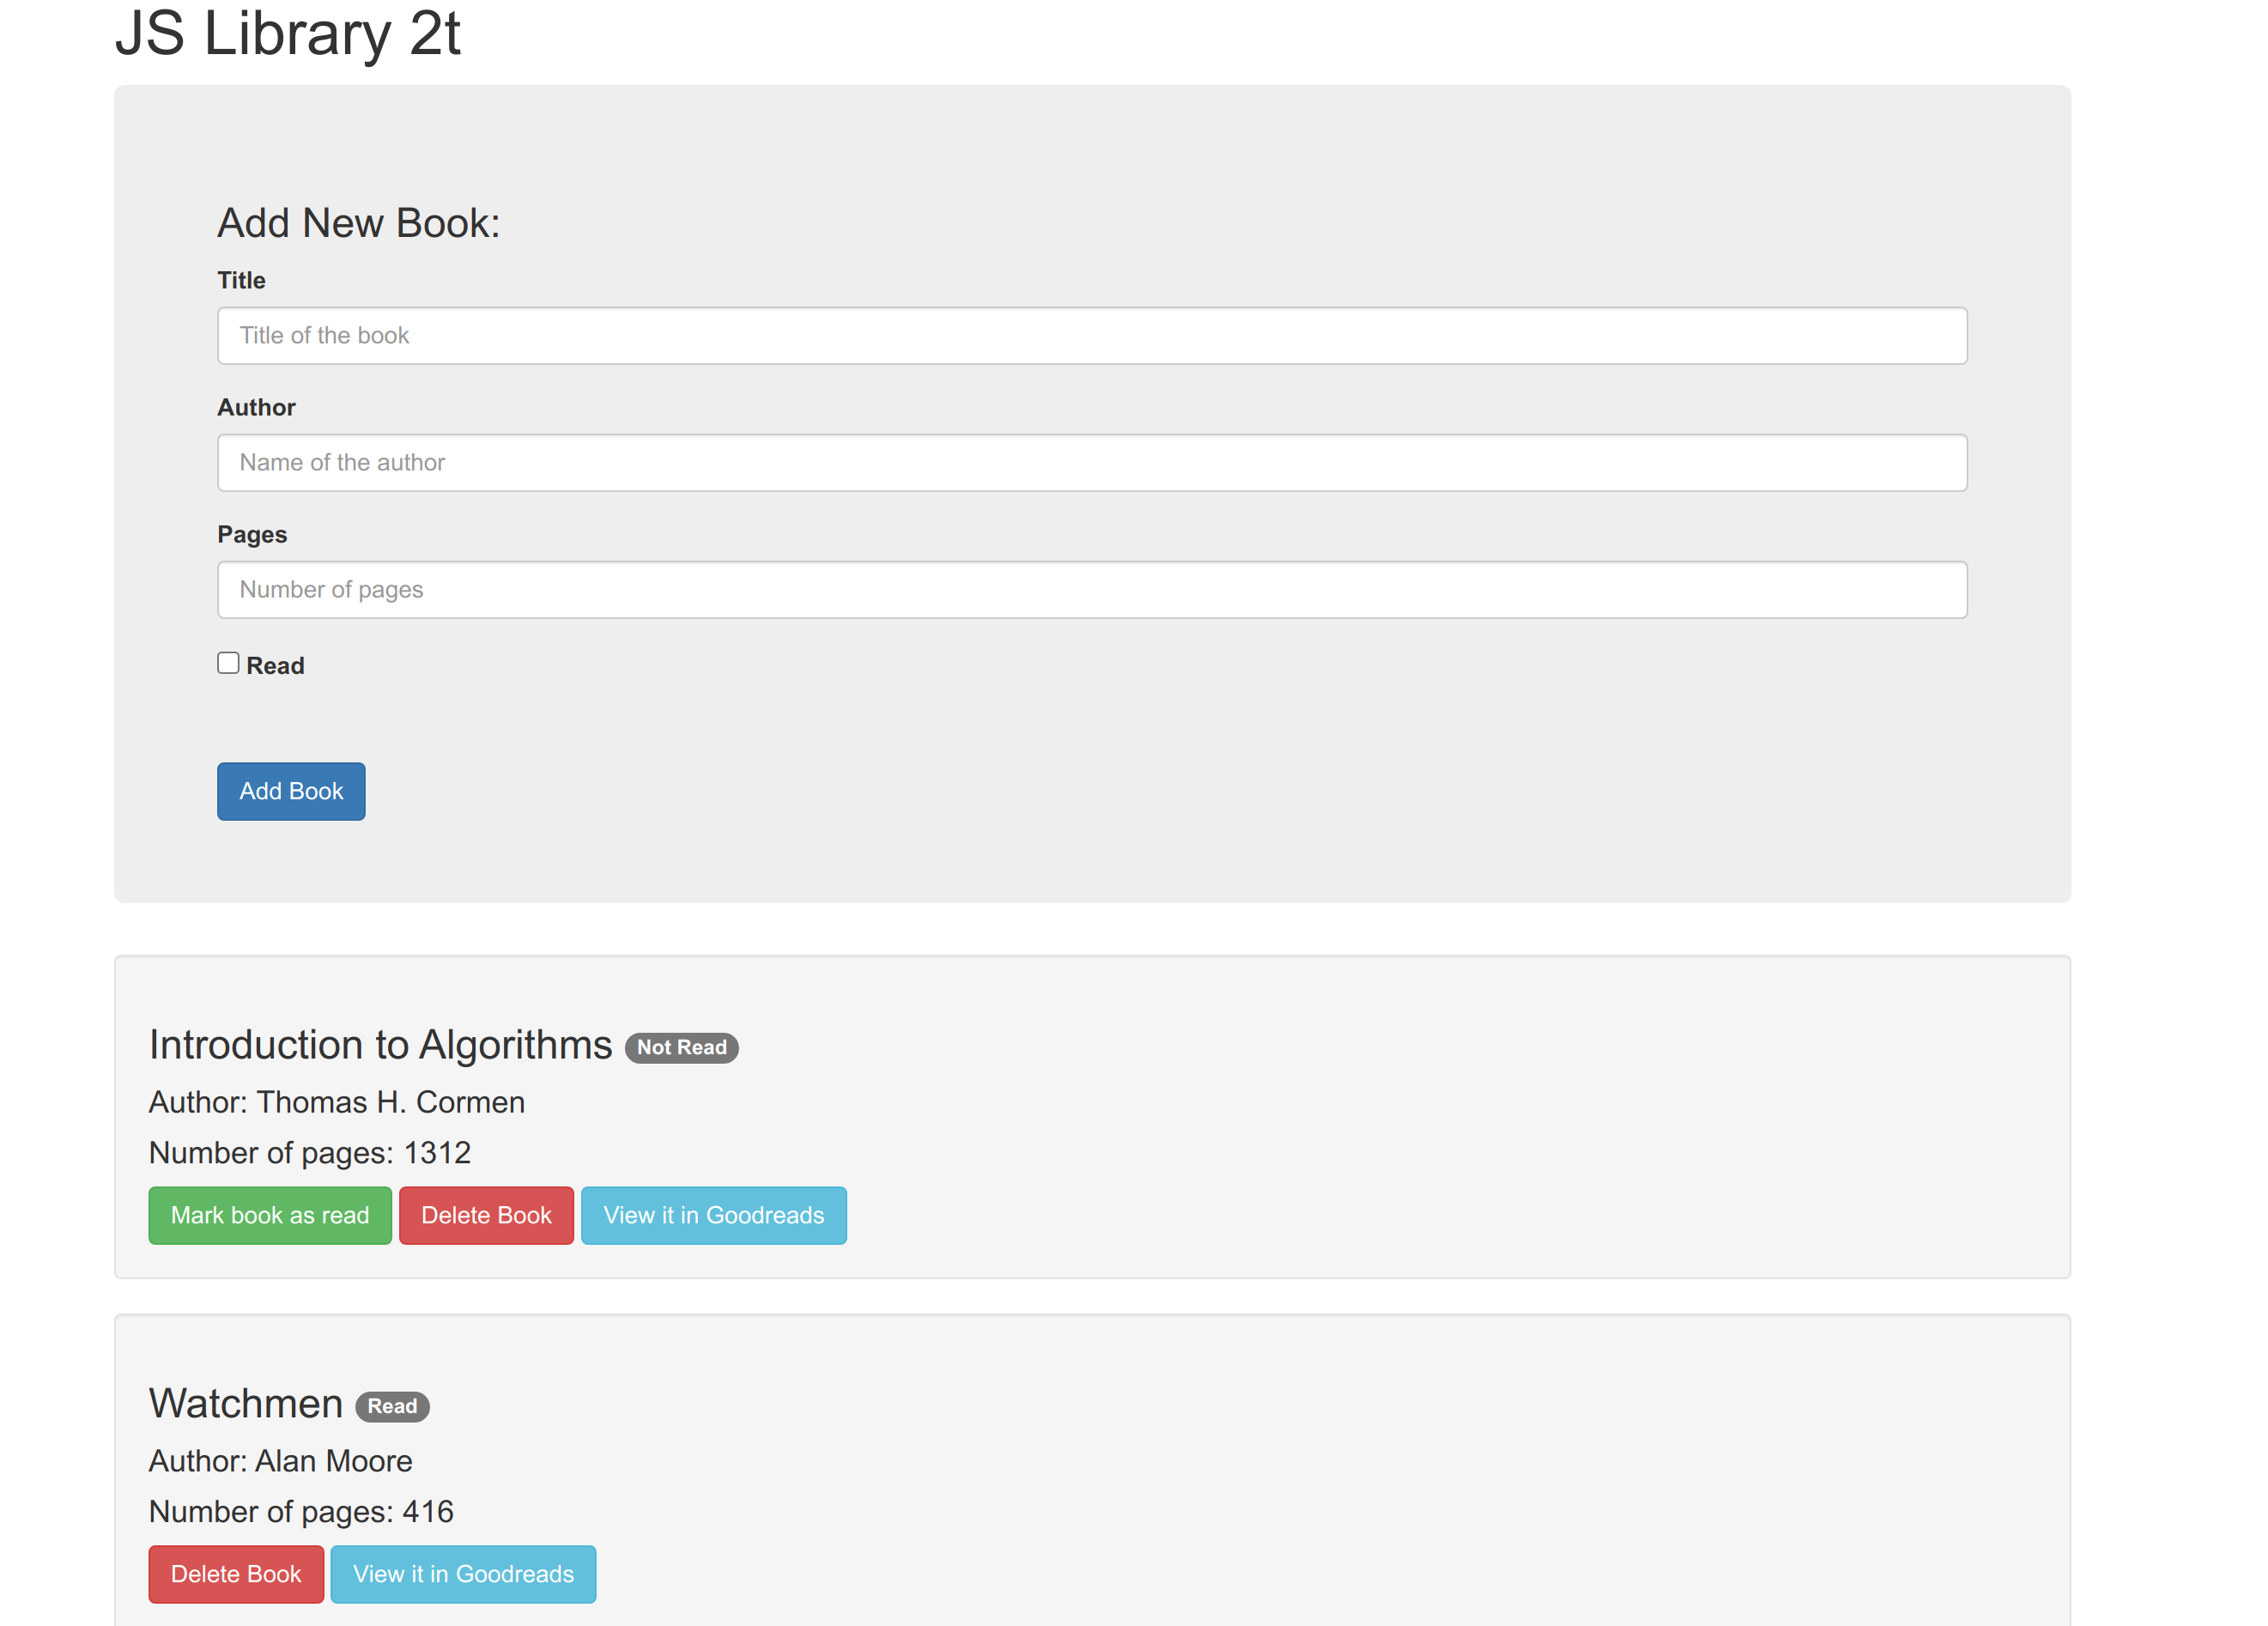 JS Library 2t
Add New Book:
Title
Title of the book
Author
Name of the author
Pages
Number of pages
Read
Add Book
Introduction to Algorithms Not Read
Author: Thomas H. Cormen
Number of pages: 1312
Mark book as read Delete Book View it in Goodreads
Watchmen Read
Author: Alan Moore
Number of pages: 416
Delete Book View it in Goodreads